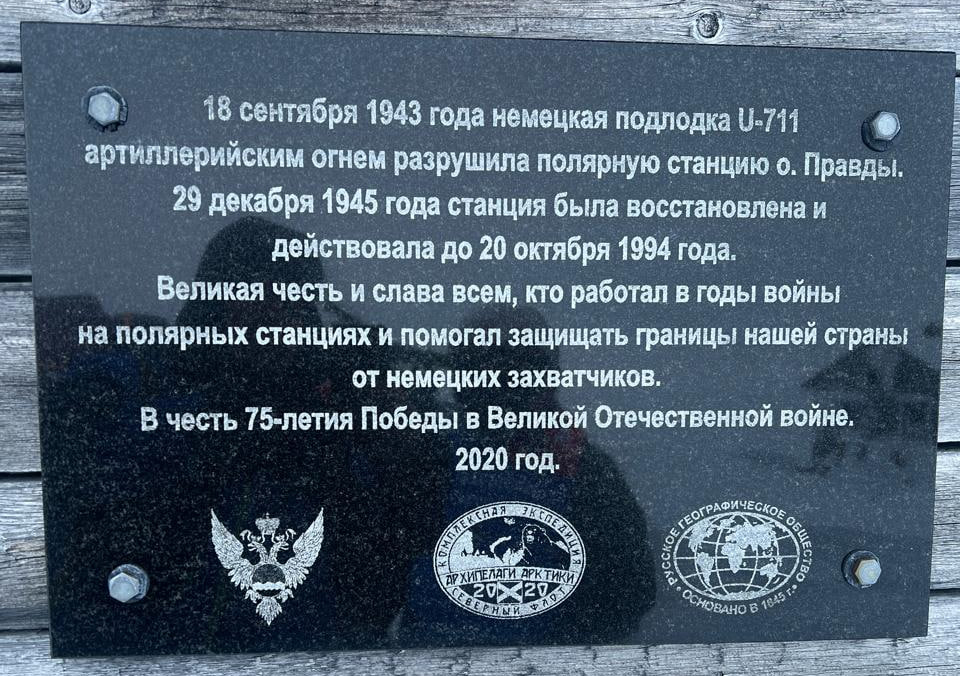 18 сентября 1943 года немецкая подлодка U-711
артиллерийским огнем разрушила полярную станцию о. Правды.
29 декабря 1945 года станция была восстановлена и
действовала до 20 октября 1994 года.
Великая честь и слава всем, кто работал в годы войны
на полярных станциях и помогал защищать границы нашей страны
от немецких захватчиков.
В честь 75-летия Победы в Великой Отечественной войне.
2020 год.
КОМПЛЕКСНАЯ ЭКСПЕДИЦИЯ
АРХИПЕЛАГИ АРКТИКИ
2020
СЕВЕРНЫЙ ФЛОТ
РУССКОЕ ГЕОГРАФИЧЕСКОЕ ОБЩЕСТВО
• ОСНОВАНО В 1845 г. •